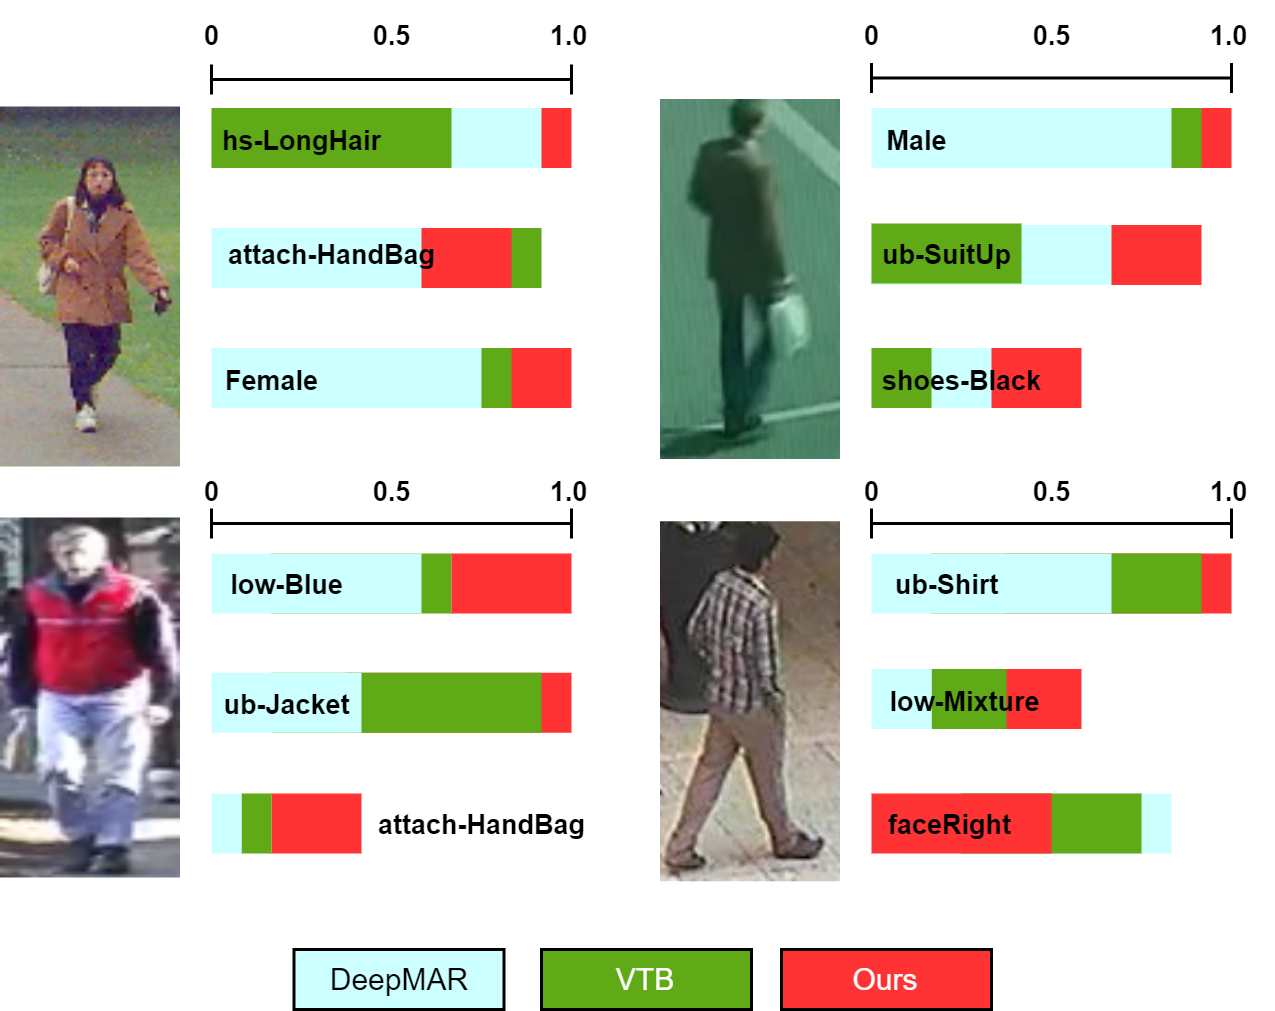 0 0.5 1.0
hs-LongHair
attach-HandBag
Female
0 0.5 1.0
Male
ub-SuitUp
shoes-Black
0 0.5 1.0
low-Blue
ub-Jacket
attach-HandBag
0 0.5 1.0
ub-Shirt
low-Mixture
faceRight
DeepMAR VTB Ours